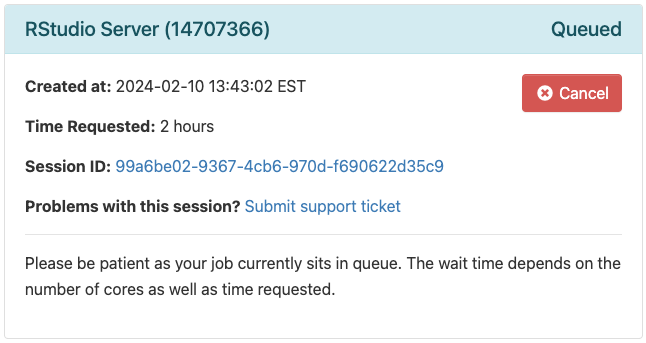 RStudio Server (14707366) Queued
Created at: 2024-02-10 13:43:02 EST
Cancel
Time Requested: 2 hours
Session ID: 99a6be02-9367-4cb6-970d-f690622d35c9
Problems with this session? Submit support ticket
Please be patient as your job currently sits in queue. The wait time depends on the
number of cores as well as time requested.